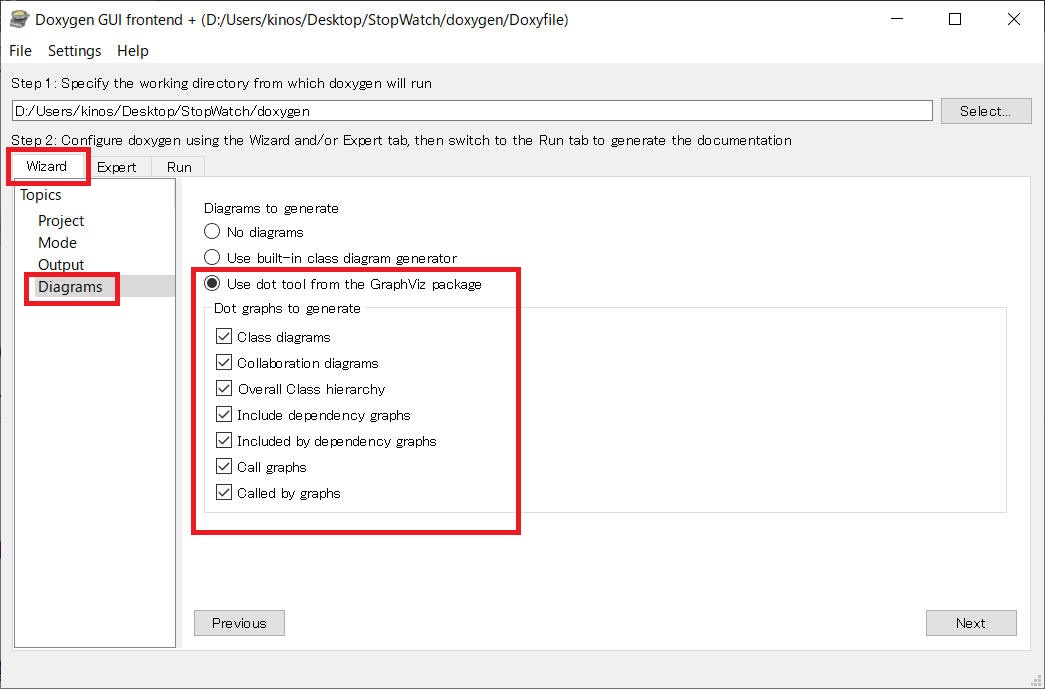 Doxygen GUI frontend + (D:/Users/kinos/Desktop/StopWatch/doxygen/Doxyfile)
File Settings Help
Step 1: Specify the working directory from which doxygen will run
D:/Users/kinos/Desktop/StopWatch/doxygen
Select...
Step 2: Configure doxygen using the Wizard and/or Expert tab, then switch to the Run tab to generate the documentation
Wizard Expert Run
Topics
Project
Mode
Output
Diagrams
Diagrams to generate
No diagrams
Use built-in class diagram generator
Use dot tool from the GraphViz package
Dot graphs to generate
Class diagrams
Collaboration diagrams
Overall Class hierarchy
Include dependency graphs
Included by dependency graphs
Call graphs
Called by graphs
Previous
Next